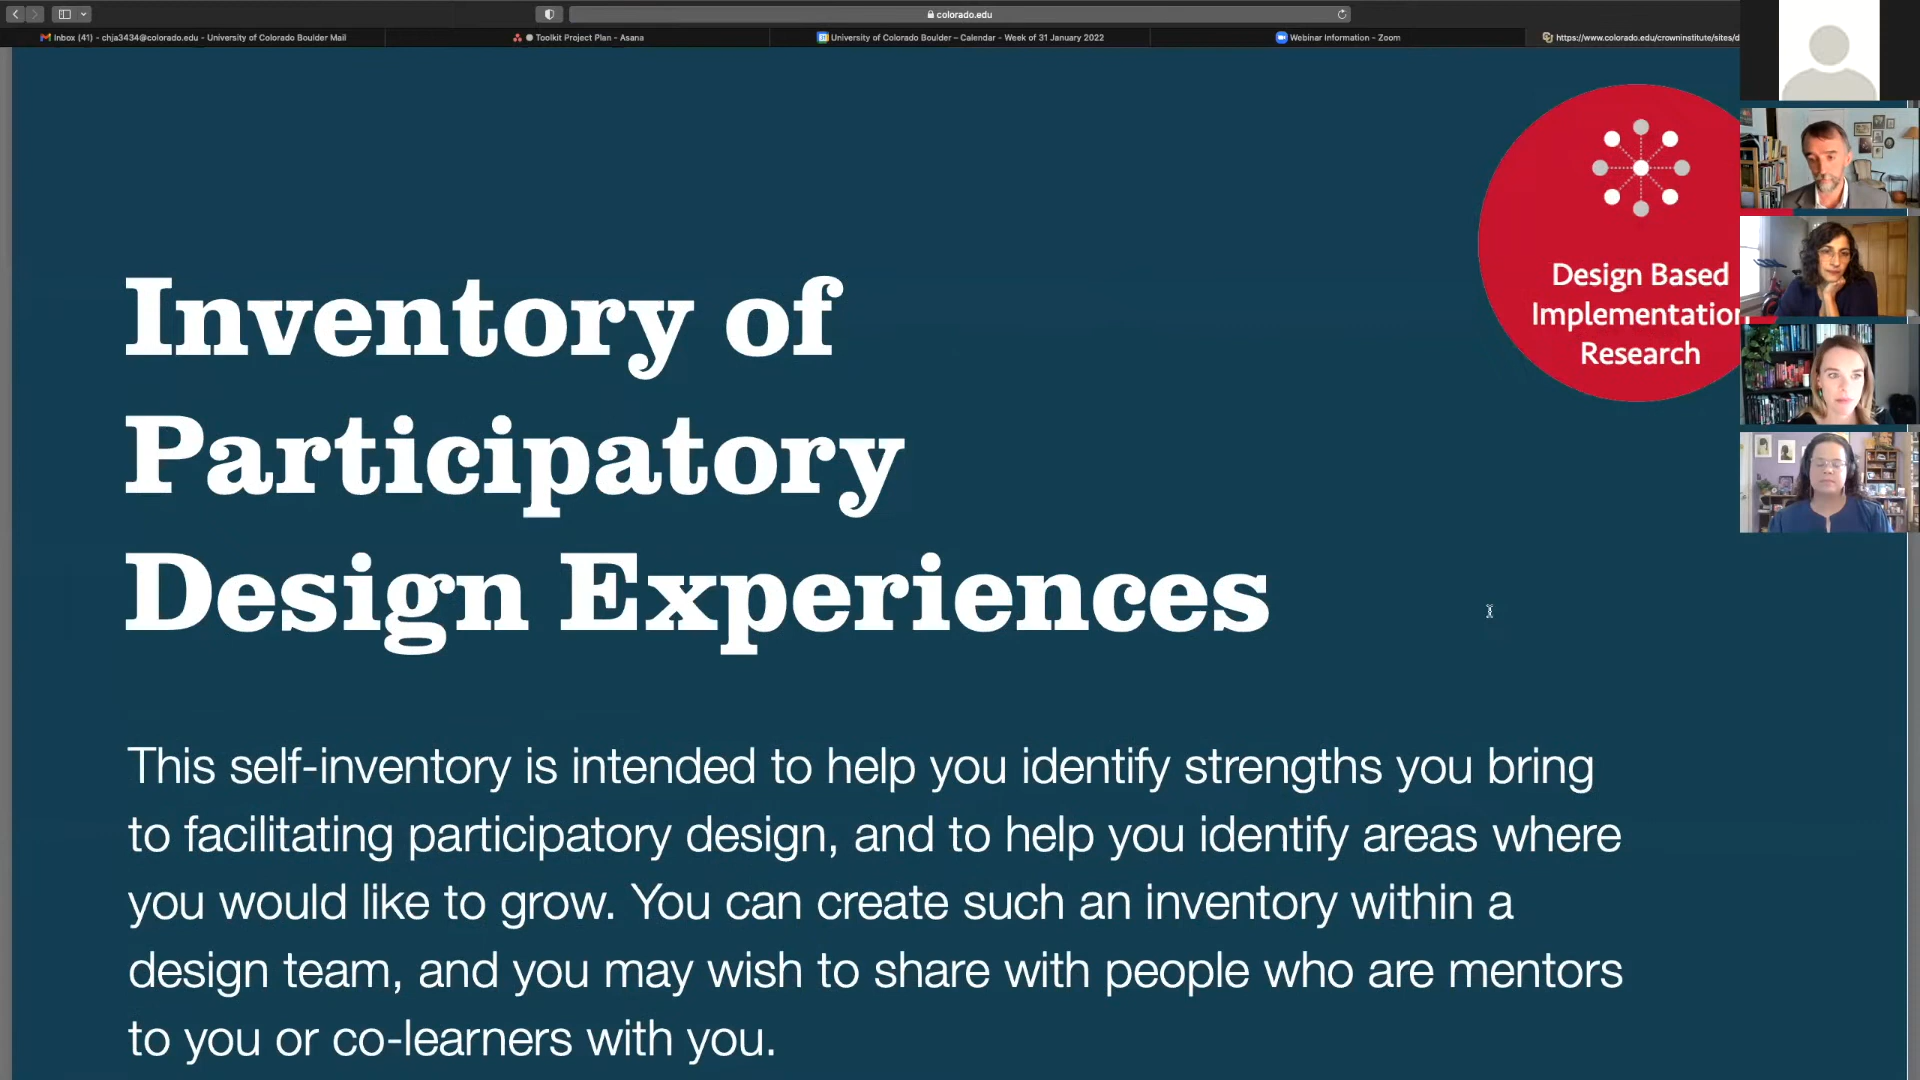 colorado.edu
Inbox (41) - chja3434@colorado.edu - University of Colorado Boulder Mail
Toolkit Project Plan - Asana
University of Colorado Boulder – Calendar - Week of 31 January 2022
Webinar Information - Zoom
https://www.colorado.edu/crowninstitute/sites/d
Design Based
Implementation
Research
Inventory of
Participatory
Design Experiences
This self-inventory is intended to help you identify strengths you bring
to facilitating participatory design, and to help you identify areas where
you would like to grow. You can create such an inventory within a
design team, and you may wish to share with people who are mentors
to you or co-learners with you.